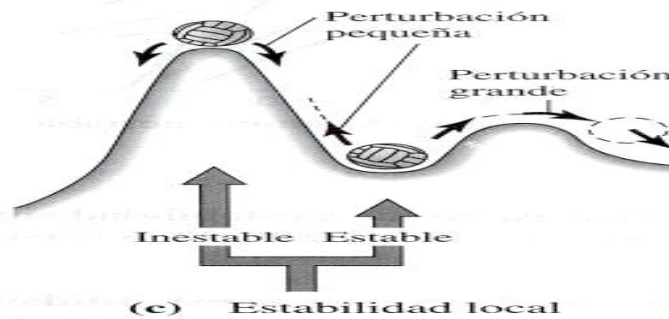 Perturbación
pequeña
Perturbación
grande
Inestable Estable
(c) Estabilidad local